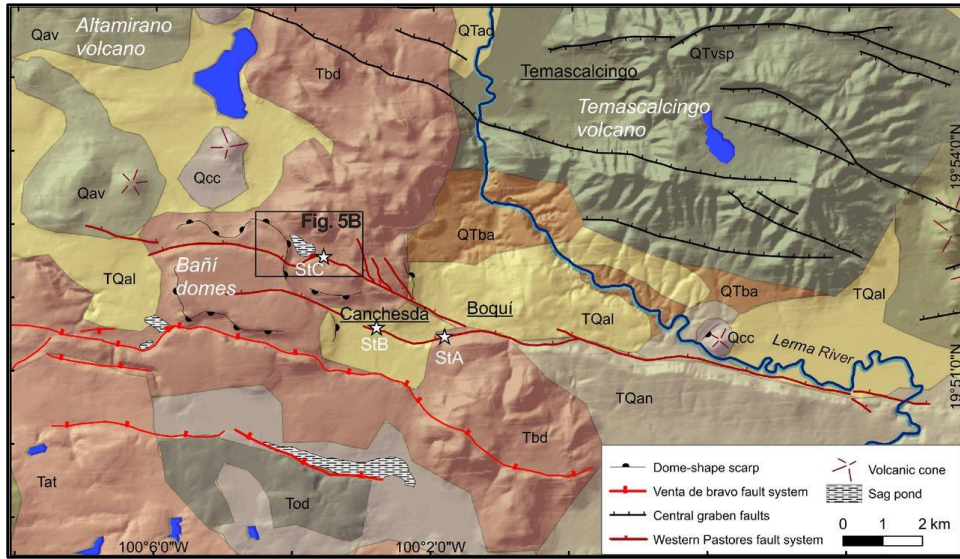 Qav
Altamirano
volcano
Tbd
QTad
QTvsp
Temascalcingo
Temascalcingo
volcano
19°54'0"N
Qcc
Qav
Fig. 5B
QTba
StC
TQal
Bañí
domes
QTba
TQal
Canchesda
Boquí
TQal
StB
StA
Qcc
Lerma River
19°51'0"N
TQan
Tbd
Tat
Tod
Dome-shape scarp
Venta de bravo fault system
Central graben faults
Western Pastores fault system
Volcanic cone
Sag pond
0 1 2 km
100°6'0"W
100°2'0"W